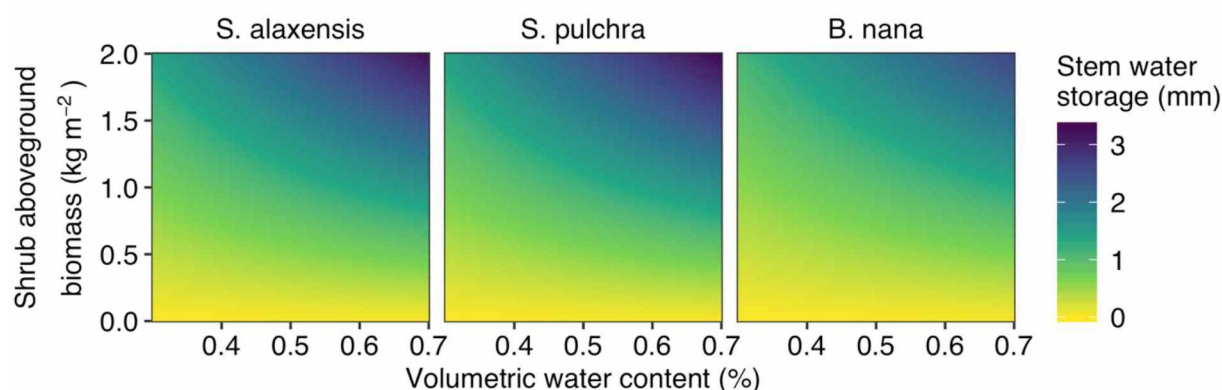 S. alaxensis S. pulchra B. nana
Shrub aboveground
biomass (kg m⁻²)
2.0
1.5
1.0
0.5
0.0
0.4 0.5 0.6 0.7 0.4 0.5 0.6 0.7 0.4 0.5 0.6 0.7
Volumetric water content (%)
Stem water
storage (mm)
3
2
1
0